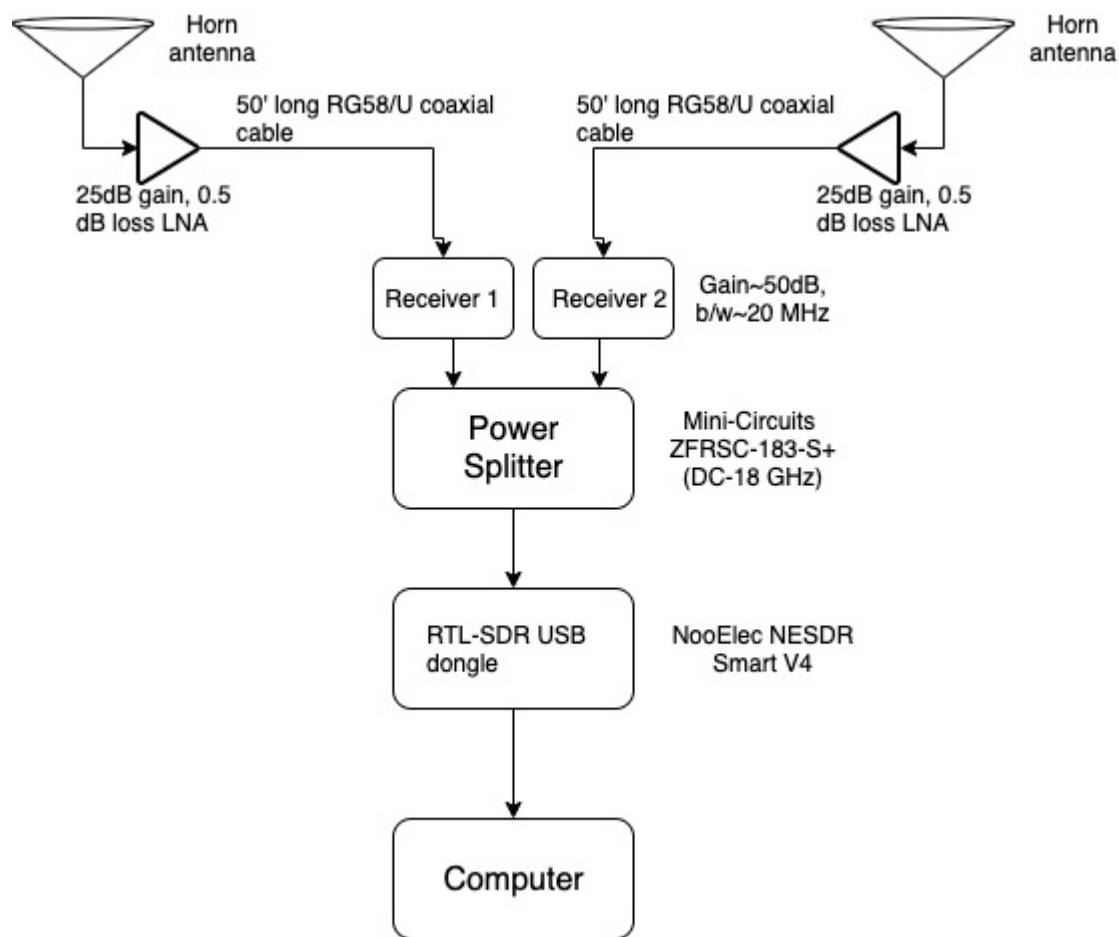 Horn
antenna
Horn
antenna
50' long RG58/U coaxial
cable
50' long RG58/U coaxial
cable
25dB gain, 0.5
dB loss LNA
25dB gain, 0.5
dB loss LNA
Receiver 1
Receiver 2
Gain~50dB,
b/w~20 MHz
Power
Splitter
Mini-Circuits
ZFRSC-183-S+
(DC-18 GHz)
RTL-SDR USB
dongle
NooElec NESDR
Smart V4
Computer